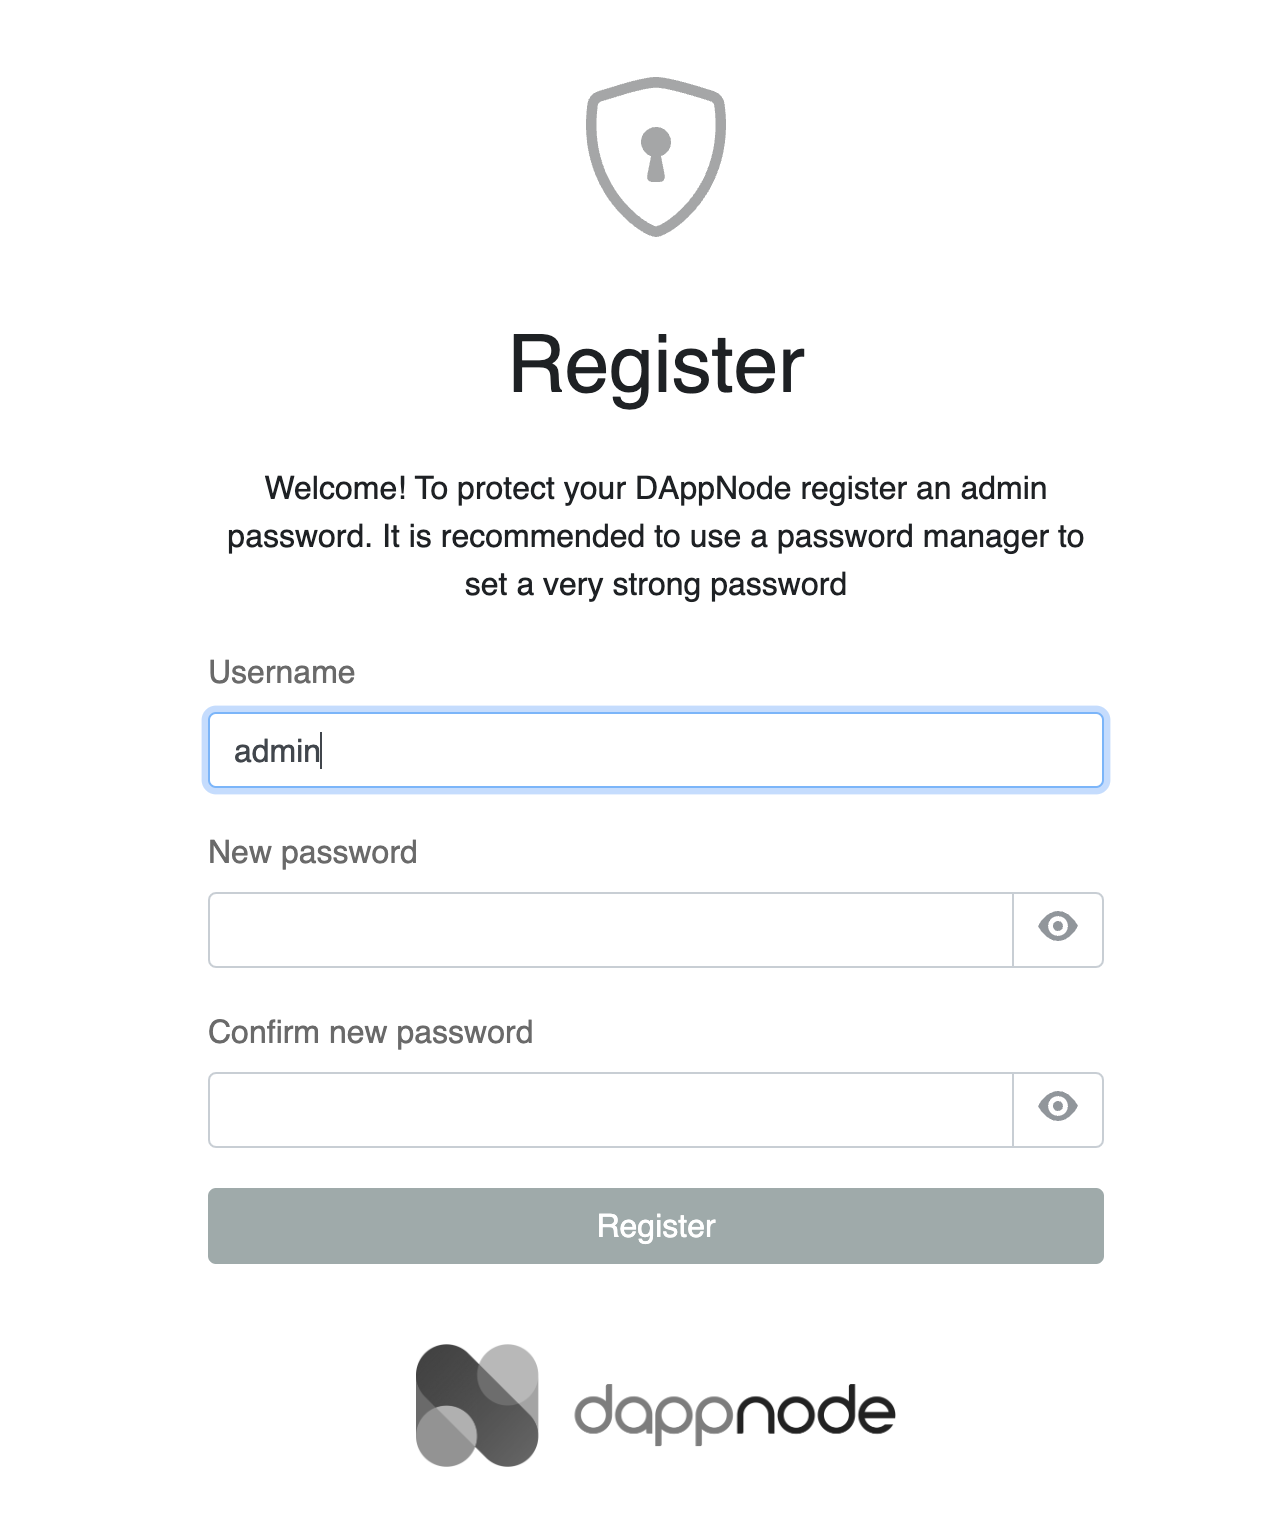 Register
Welcome! To protect your DAppNode register an admin
password. It is recommended to use a password manager to
set a very strong password
Username
admin
New password
Confirm new password
Register
dappnode